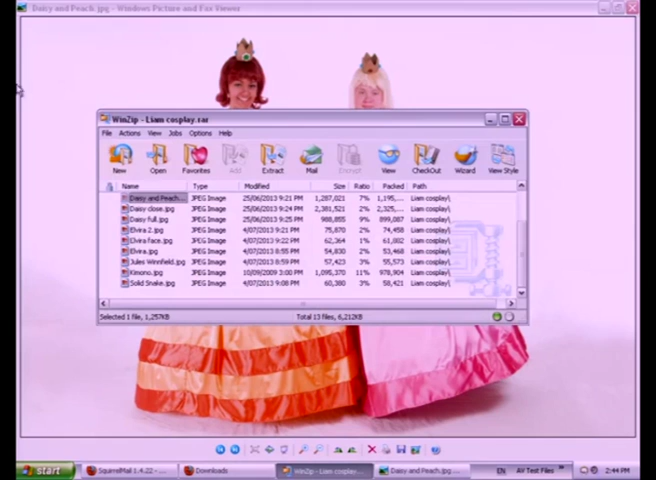 Daisy and Peach.jpg - Windows Picture and Fax Viewer
WinZip - Liam cosplay.rar
File Actions View Jobs Options Help
New Open Favorites Add Extract Mail Encrypt View CheckOut Wizard View Style
Name Type Modified Size Ratio Packed Path
Daisy and Peach... JPEG Image 25/06/2013 9:21 PM 1,287,021 7% 1,195,... Liam cosplay\
Daisy close.jpg JPEG Image 25/06/2013 9:24 PM 2,381,521 2% 2,325,... Liam cosplay\
Daisy full.jpg JPEG Image 25/06/2013 9:25 PM 988,855 9% 899,087 Liam cosplay\
Elvira 2.jpg JPEG Image 4/07/2013 9:21 PM 75,870 2% 74,458 Liam cosplay\
Elvira face.jpg JPEG Image 4/07/2013 9:22 PM 62,364 1% 61,802 Liam cosplay\
Elvira.jpg JPEG Image 4/07/2013 8:55 PM 54,830 2% 53,468 Liam cosplay\
Jules Winnfield.jpg JPEG Image 4/07/2013 8:59 PM 57,423 3% 55,573 Liam cosplay\
Kimono.jpg JPEG Image 10/09/2009 3:00 PM 1,095,370 11% 978,904 Liam cosplay\
Solid Snake.jpg JPEG Image 4/07/2013 9:08 PM 60,380 3% 58,421 Liam cosplay\
Selected 1 file, 1,257KB Total 13 files, 6,212KB
start SquirrelMail 1.4.22 - ... Downloads WinZip - Liam cosplay... Daisy and Peach.jpg ... EN AV Test Files 2:44 PM